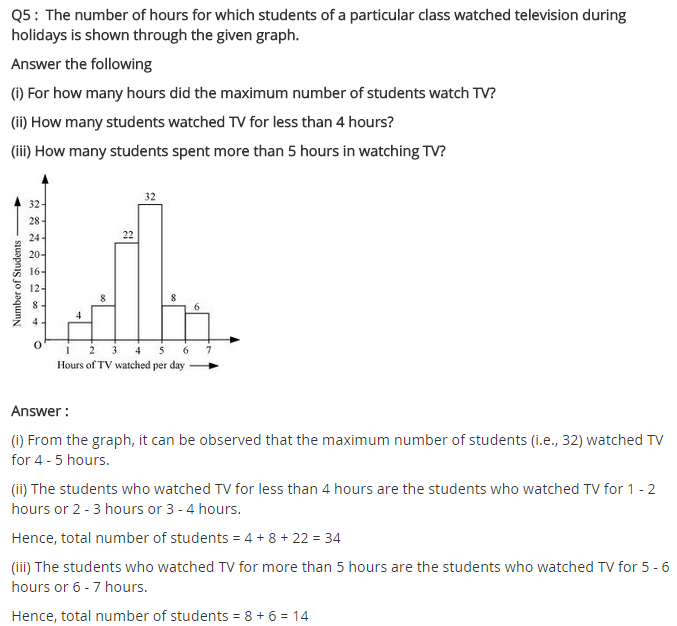 Q5 : The number of hours for which students of a particular class watched television during
holidays is shown through the given graph.
Answer the following
(i) For how many hours did the maximum number of students watch TV?
(ii) How many students watched TV for less than 4 hours?
(iii) How many students spent more than 5 hours in watching TV?
Number of Students
32
28
24
20
16
12
8
4
O
4
8
22
32
8
6
1 2 3 4 5 6 7
Hours of TV watched per day
Answer :
(i) From the graph, it can be observed that the maximum number of students (i.e., 32) watched TV
for 4 - 5 hours.
(ii) The students who watched TV for less than 4 hours are the students who watched TV for 1 - 2
hours or 2 - 3 hours or 3 - 4 hours.
Hence, total number of students = 4 + 8 + 22 = 34
(iii) The students who watched TV for more than 5 hours are the students who watched TV for 5 - 6
hours or 6 - 7 hours.
Hence, total number of students = 8 + 6 = 14